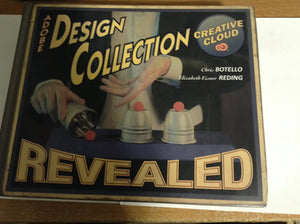 ADOBE
DESIGN
COLLECTION
CREATIVE
CLOUD
Chris BOTELLO
Elizabeth Eisner REDING
REVEALED